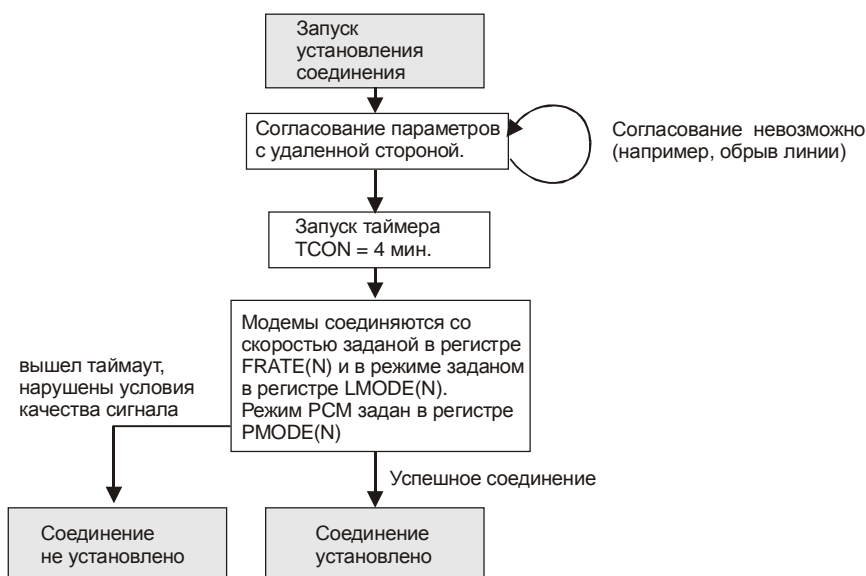 Запуск
установления
соединения
Согласование параметров
с удаленной стороной.
Согласование невозможно
(например, обрыв линии)
Запуск таймера
TCON = 4 мин.
Модемы соединяются со
скоростью заданой в регистре
FRATE(N) и в режиме заданом
в регистре LMODE(N).
Режим PCM задан в регистре
PMODE(N)
вышел таймаут,
нарушены условия
качества сигнала
Успешное соединение
Соединение
не установлено
Соединение
установлено